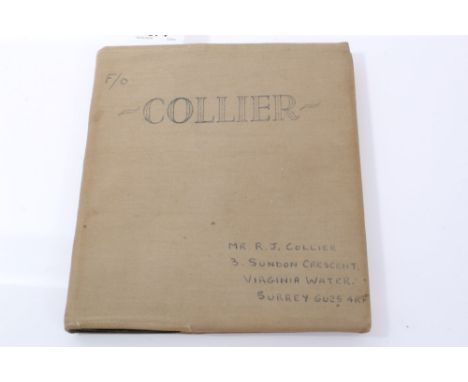 F/O
~COLLIER~
MR R.J. COLLIER
3. SUNDON CRESCENT.
VIRGINIA WATER.
SURREY GU25 4RF